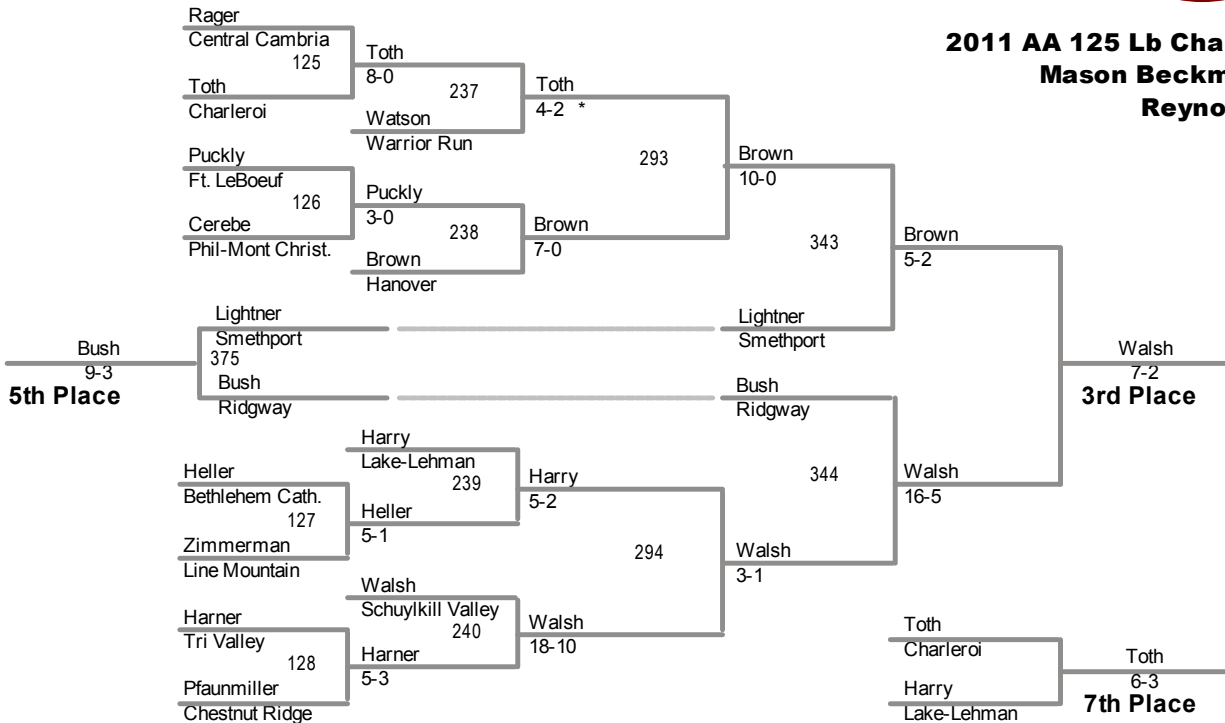 2011 AA 125 Lb Cha
Mason Beckm
Reyno
Rager
Central Cambria
125
Toth
Charleroi
Toth
8-0
237
Watson
Warrior Run
Toth
4-2 *
Puckly
Ft. LeBoeuf
126
Cerebe
Phil-Mont Christ.
Puckly
3-0
238
Brown
Hanover
Brown
7-0
293
Brown
10-0
343
Lightner
Smethport
Brown
5-2
Lightner
Smethport
375
Bush
Ridgway
Bush
9-3
5th Place
Bush
Ridgway
344
Walsh
16-5
Walsh
7-2
3rd Place
Harry
Lake-Lehman
239
Heller
Bethlehem Cath.
127
Zimmerman
Line Mountain
Heller
5-1
Harry
5-2
294
Walsh
3-1
Walsh
Schuylkill Valley
240
Harner
Tri Valley
128
Pfaunmiller
Chestnut Ridge
Harner
5-3
Walsh
18-10
Toth
Charleroi
Harry
Lake-Lehman
Toth
6-3
7th Place